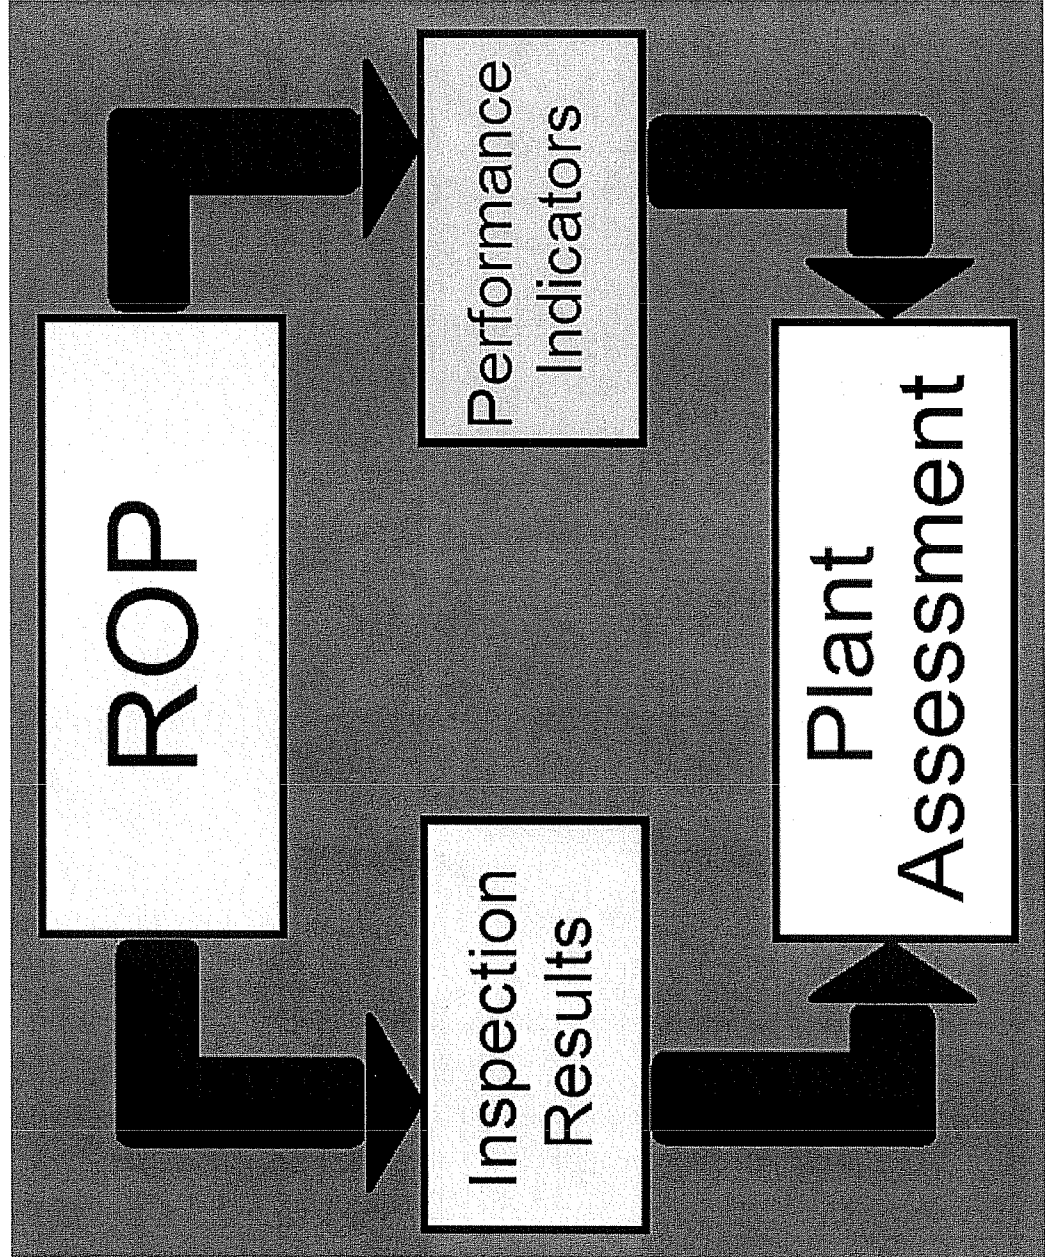 ROP
Inspection
Results
Performance
Indicators
Plant
Assessment